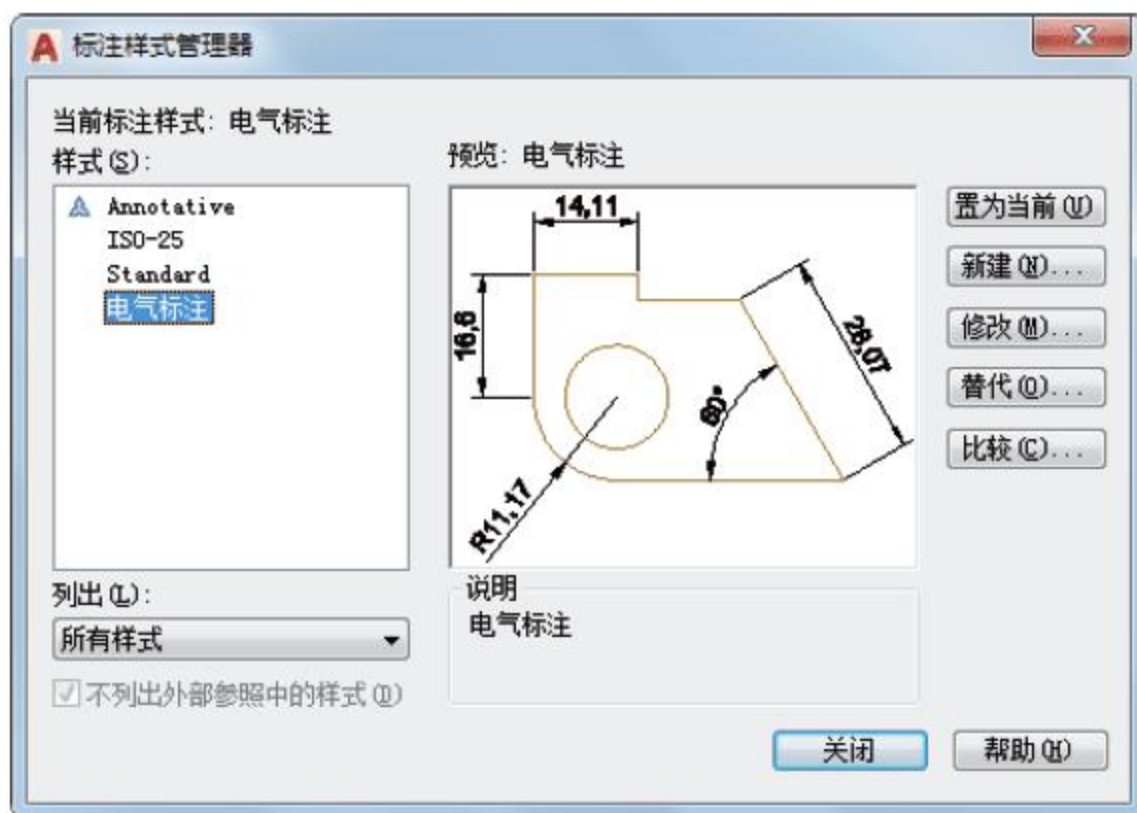 标注样式管理器
当前标注样式: 电气标注
样式(S):
Annotative
ISO-25
Standard
电气标注
预览: 电气标注
14,11
16,6
28,07
60°
R11,17
置为当前(U)
新建(N)...
修改(M)...
替代(O)...
比较(C)...
列出(L):
所有样式
不列出外部参照中的样式(D)
说明
电气标注
关闭
帮助(H)